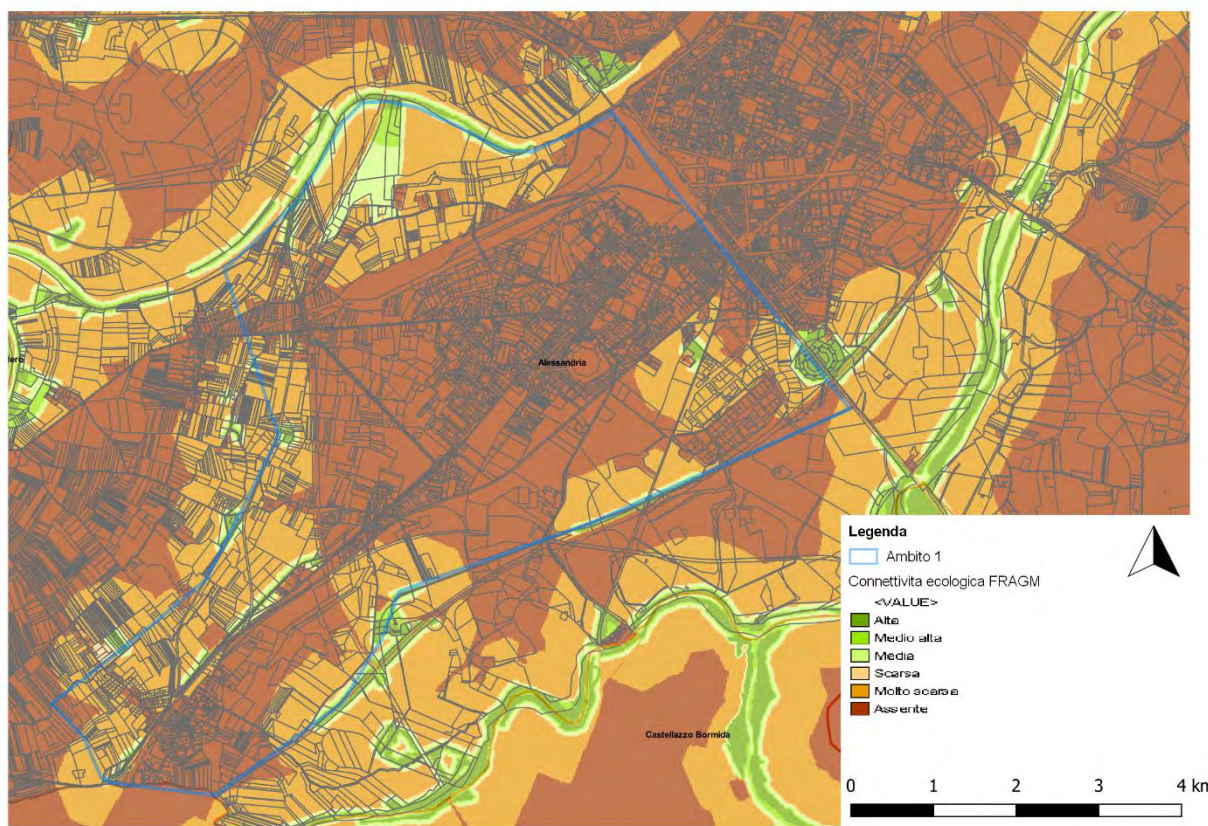 Alessandria
Castellazzo Bormida
Legenda
Ambito 1
Connettivita ecologica FRAGM
<VALUE>
Alta
Medio alta
Media
Scarsa
Molto scarsa
Assente
0 1 2 3 4 km